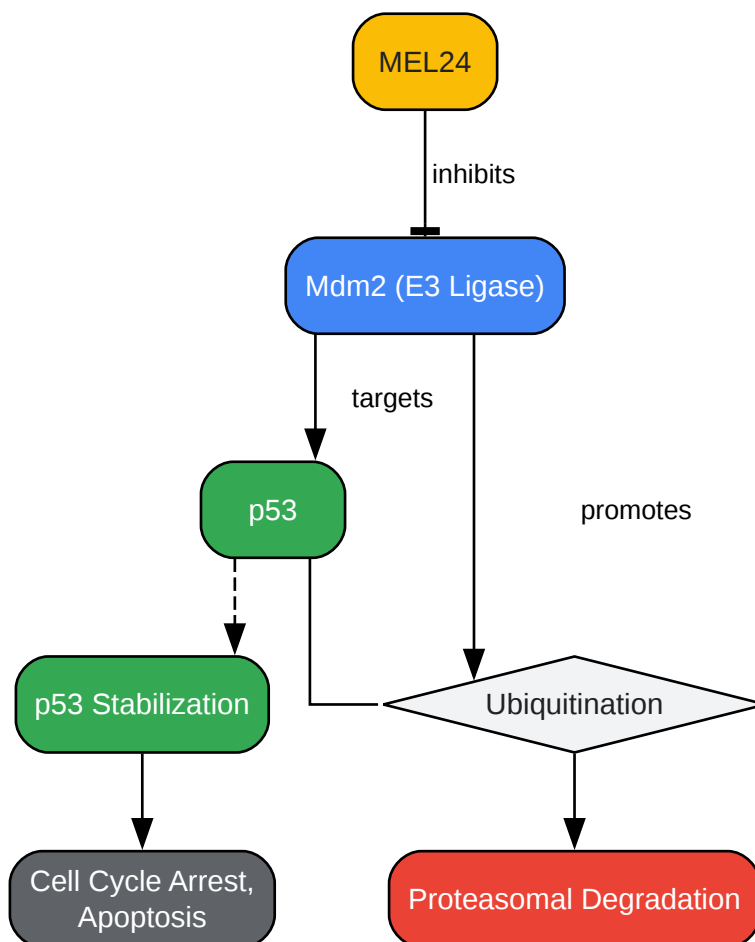 MEL24
inhibits
Mdm2 (E3 Ligase)
targets
p53
promotes
p53 Stabilization
Ubiquitination
Cell Cycle Arrest,
Apoptosis
Proteasomal Degradation